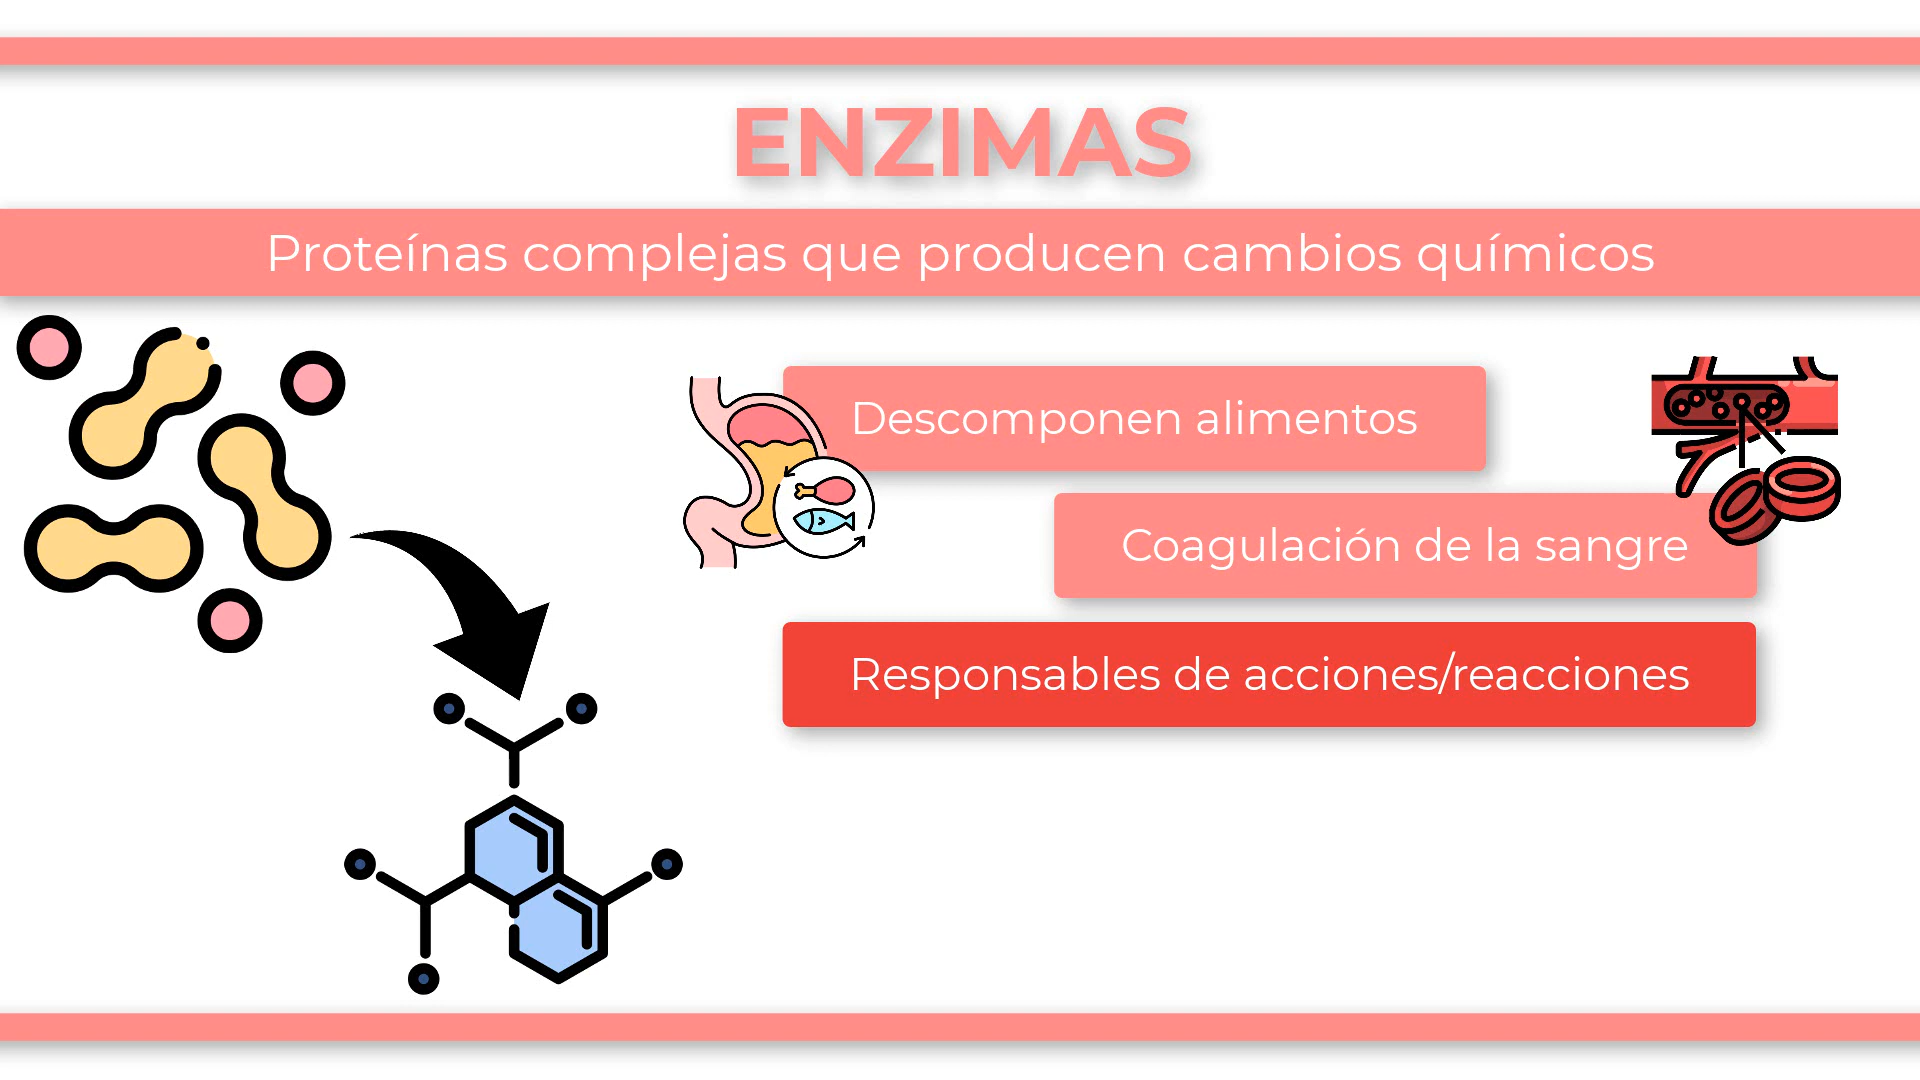 ENZIMAS
Proteínas complejas que producen cambios químicos
Descomponen alimentos
Coagulación de la sangre
Responsables de acciones/reacciones